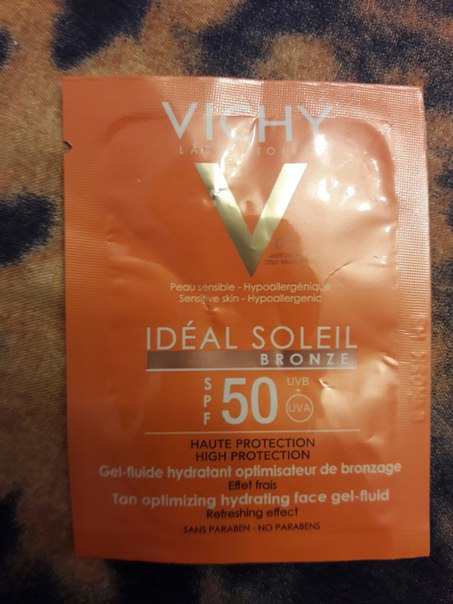 VICHY
V
Peau sensible - Hypoallergénique
Sensitive skin - Hypoallergenic
IDÉAL SOLEIL
BRONZE
SPF 50 UVB + UVA
HAUTE PROTECTION
HIGH PROTECTION
Gel-fluide hydratant optimisateur de bronzage
Effet frais
Tan optimizing hydrating face gel-fluid
Refreshing effect
SANS PARABEN - NO PARABENS